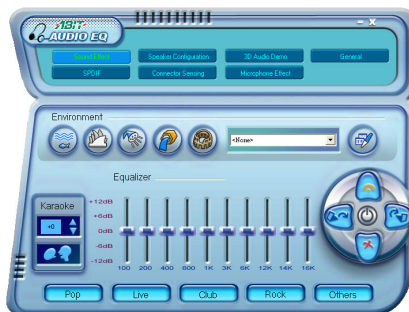 ABIT
AUDIO EQ
Sound Effect
Speaker Configuration
3D Audio Demo
General
SPDIF
Connector Sensing
Microphone Effect
Environment
<None>
Equalizer
Karaoke
+0
+12dB
+6dB
0dB
-6dB
-12dB
100 200 400 600 1K 3K 6K 12K 14K 16K
Pop
Live
Club
Rock
Others